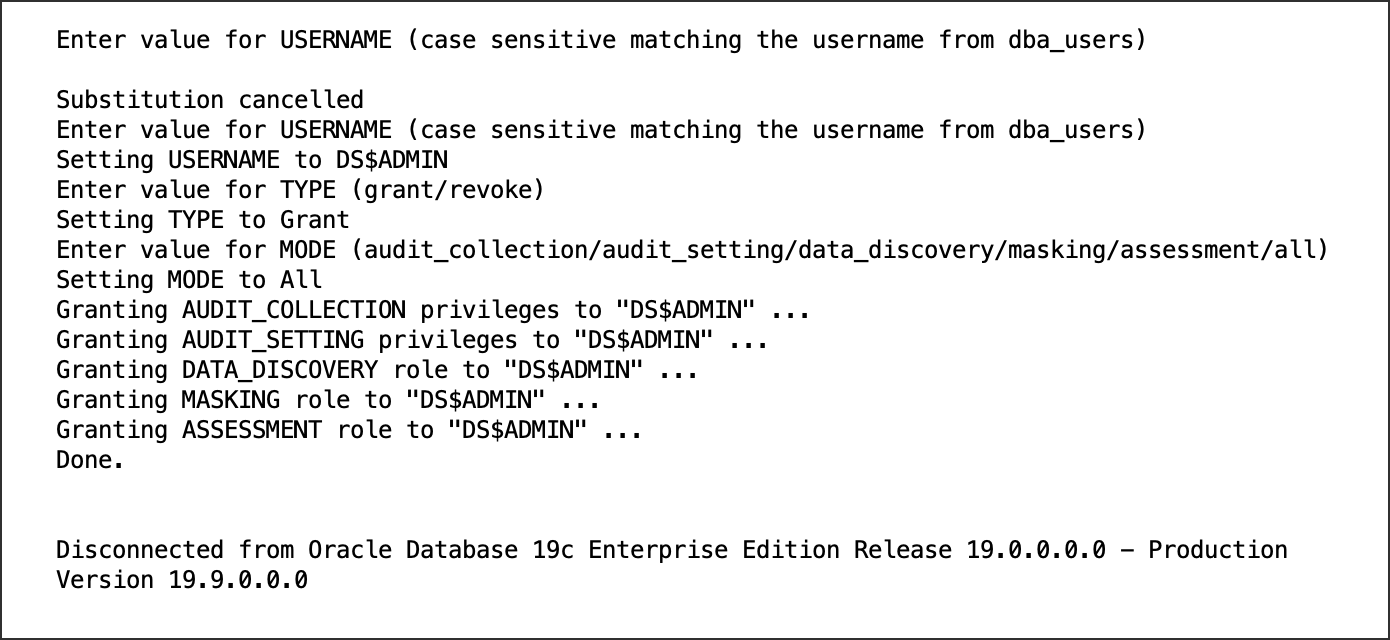 Enter value for USERNAME (case sensitive matching the username from dba_users)
Substitution cancelled
Enter value for USERNAME (case sensitive matching the username from dba_users)
Setting USERNAME to DS$ADMIN
Enter value for TYPE (grant/revoke)
Setting TYPE to Grant
Enter value for MODE (audit_collection/audit_setting/data_discovery/masking/assessment/all)
Setting MODE to All
Granting AUDIT_COLLECTION privileges to "DS$ADMIN" ...
Granting AUDIT_SETTING privileges to "DS$ADMIN" ...
Granting DATA_DISCOVERY role to "DS$ADMIN" ...
Granting MASKING role to "DS$ADMIN" ...
Granting ASSESSMENT role to "DS$ADMIN" ...
Done.
Disconnected from Oracle Database 19c Enterprise Edition Release 19.0.0.0.0 – Production
Version 19.9.0.0.0